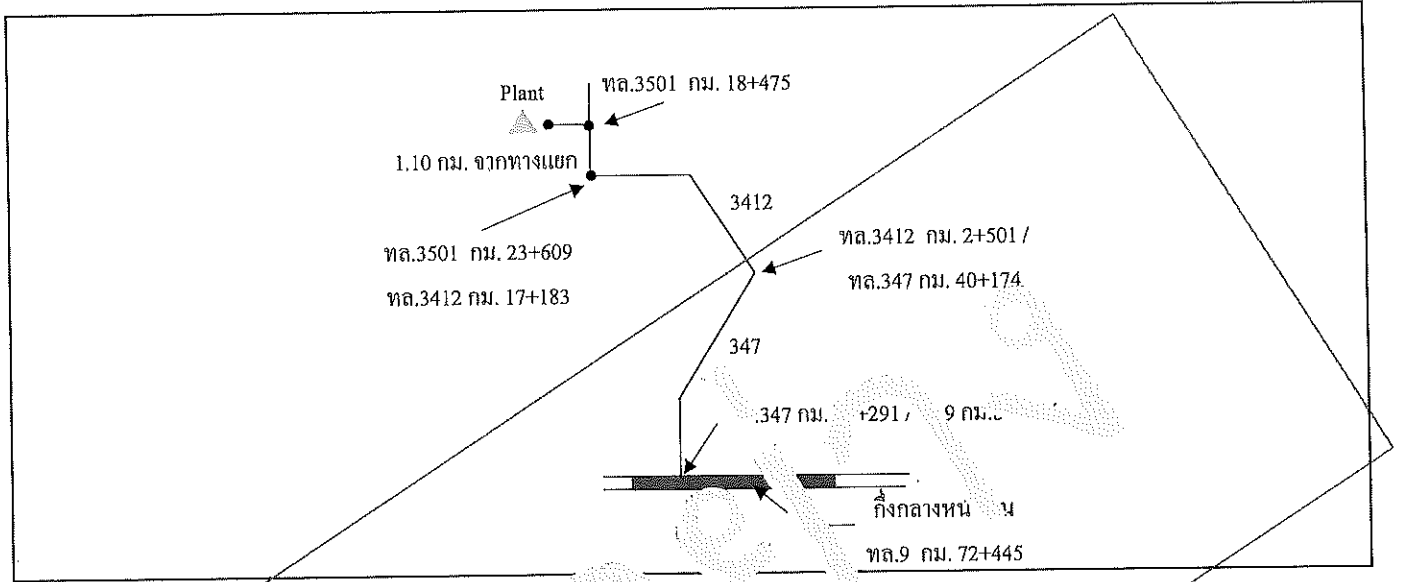 Plant
ทล.3501 กม. 18+475
1.10 กม. จากทางแยก
3412
ทล.3501 กม. 23+609
ทล.3412 กม. 17+183
ทล.3412 กม. 2+501 /
ทล.347 กม. 40+174
347
.347 กม. +291 / 9 กม.
กึ่งกลาง
ทล.9 กม. 72+445